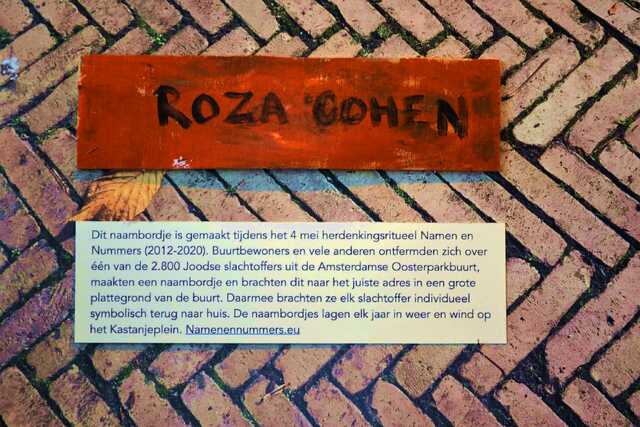 ROZA COHEN
Dit naambordje is gemaakt tijdens het 4 mei herdenkingsritueel Namen en
Nummers (2012-2020). Buurtbewoners en vele anderen ontfermden zich over
één van de 2.800 Joodse slachtoffers uit de Amsterdamse Oosterparkbuurt,
maakten een naambordje en brachten dit naar het juiste adres in een grote
plattegrond van de buurt. Daarmee brachten ze elk slachtoffer individueel
symbolisch terug naar huis. De naambordjes lagen elk jaar in weer en wind op
het Kastanjeplein. Namenennummers.eu